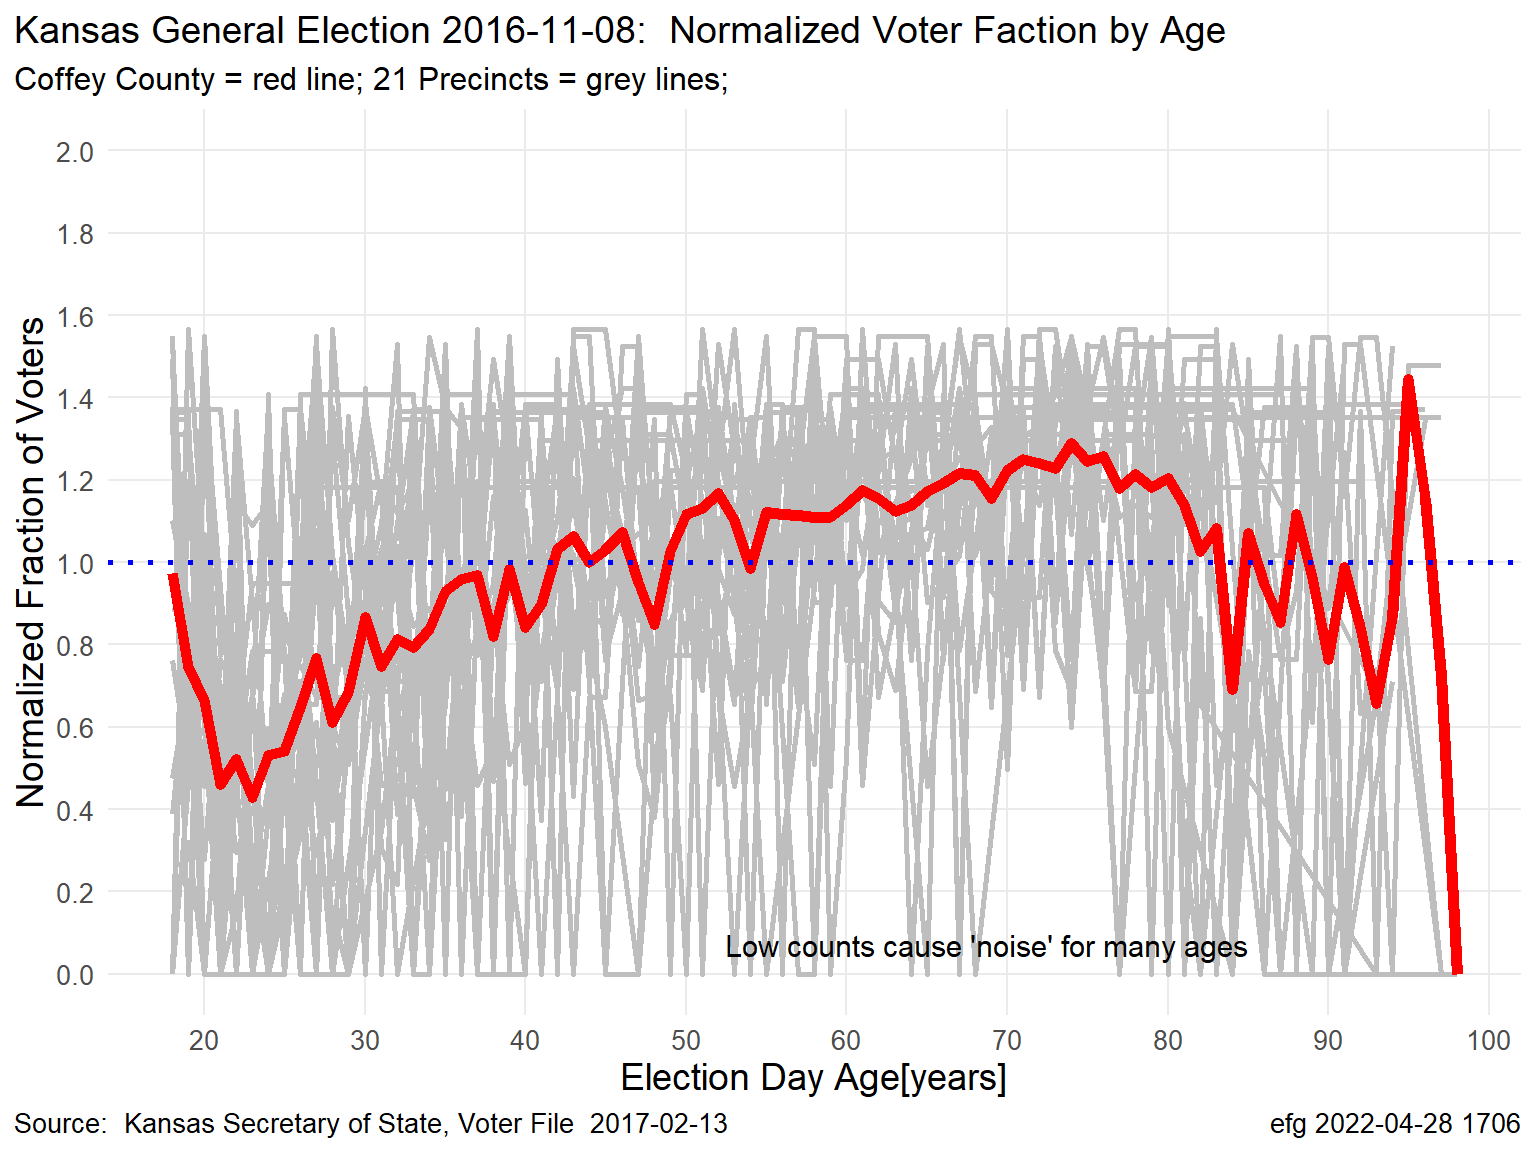 Kansas General Election 2016-11-08:  Normalized Voter Faction by Age
Coffey County = red line; 21 Precincts = grey lines;
Normalized Fraction of Voters
2.0
1.8
1.6
1.4
1.2
1.0
0.8
0.6
0.4
0.2
0.0
Low counts cause 'noise' for many ages
20 30 40 50 60 70 80 90 100
Election Day Age[years]
Source:  Kansas Secretary of State, Voter File  2017-02-13
efg 2022-04-28 1706